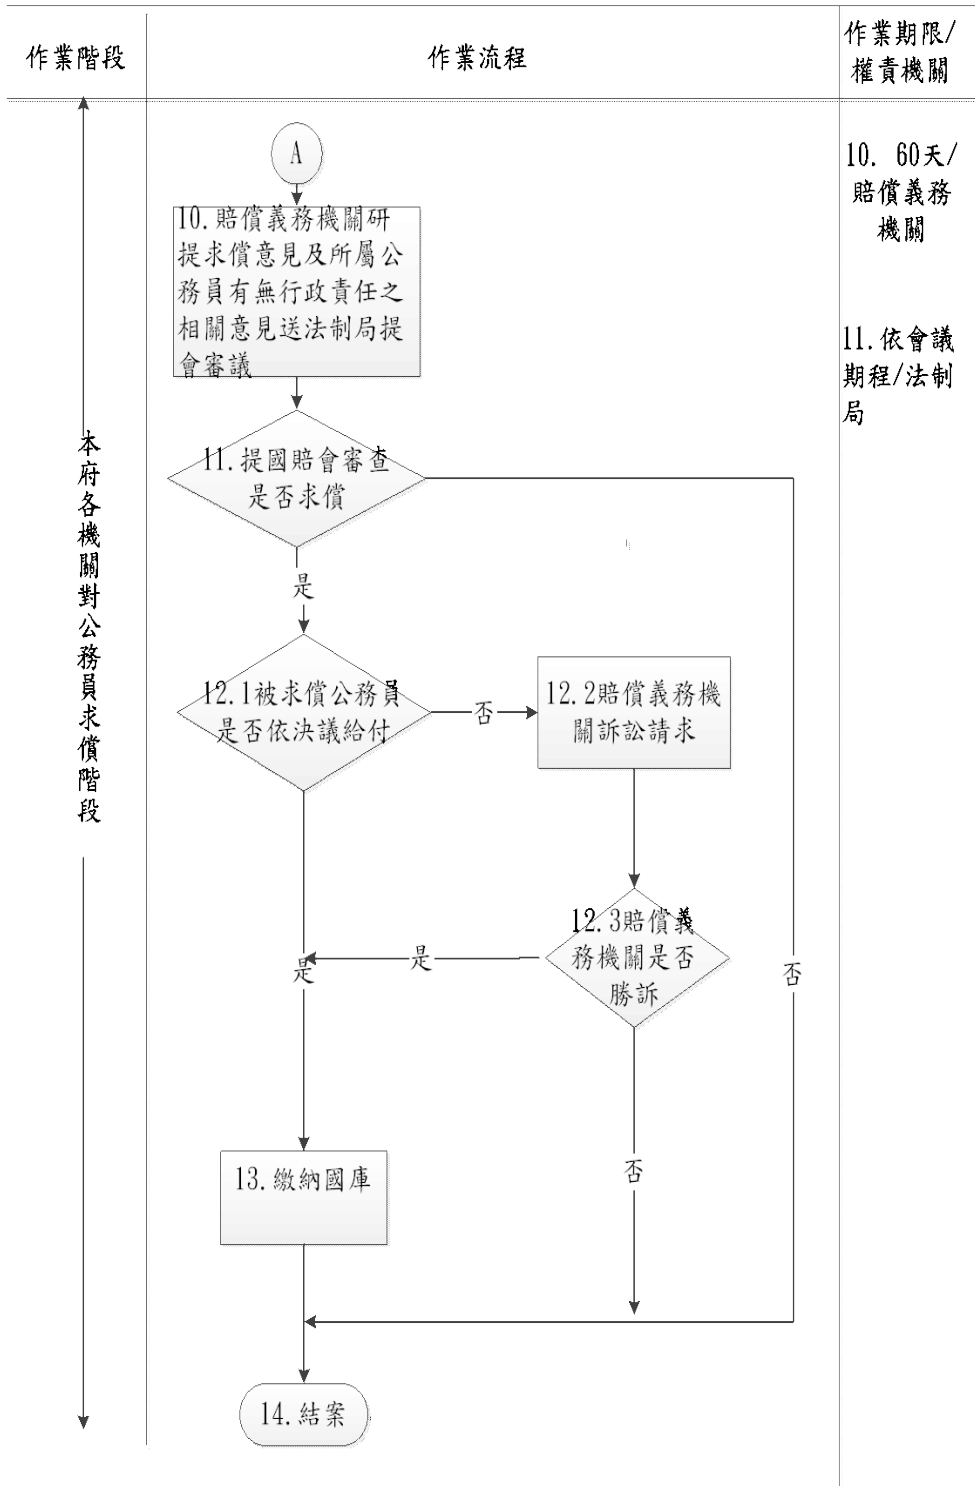 作業階段
作業流程
作業期限/
權責機關
本府各機關對公務員求償階段
A
10.賠償義務機關研
提求償意見及所屬公
務員有無行政責任之
相關意見送法制局提
會審議
10. 60天/
賠償義務
機關
11.提國賠會審查
是否求償
11.依會議
期程/法制
局
是
12.1被求償公務員
是否依決議給付
否
12.2賠償義務機
關訴訟請求
12.3賠償義
務機關是否
勝訴
是
是
否
否
13.繳納國庫
14.結案